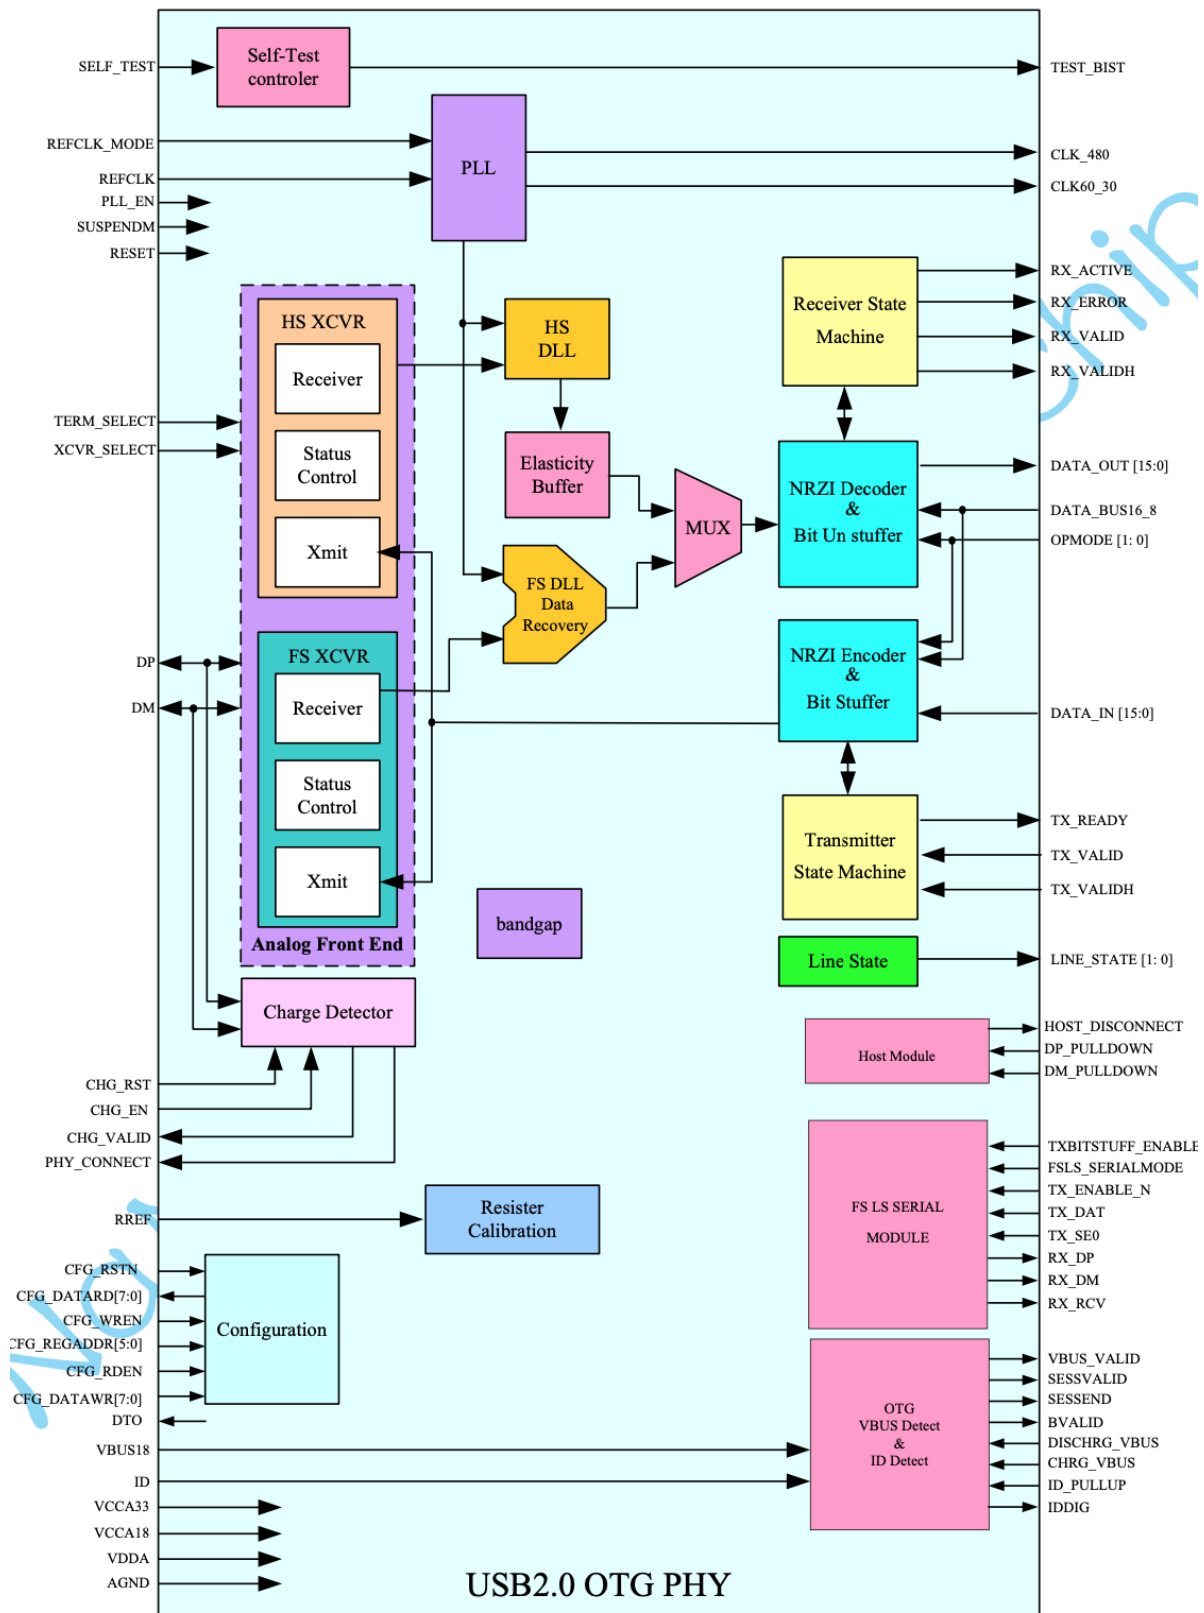 SELF_TEST
Self-Test
controler
TEST_BIST
REFCLK_MODE
REFCLK
PLL_EN
SUSPENDM
RESET
PLL
CLK_480
CLK60_30
HS XCVR
Receiver
Status
Control
Xmit
HS
DLL
Elasticity
Buffer
MUX
FS DLL
Data
Recovery
Receiver State
Machine
RX_ACTIVE
RX_ERROR
RX_VALID
RX_VALIDH
TERM_SELECT
XCVR_SELECT
NRZI Decoder
&
Bit Un stuffer
DATA_OUT [15:0]
DATA_BUS16_8
OPMODE [1: 0]
DP
DM
FS XCVR
Receiver
Status
Control
Xmit
Analog Front End
NRZI Encoder
&
Bit Stuffer
DATA_IN [15:0]
Transmitter
State Machine
TX_READY
TX_VALID
TX_VALIDH
bandgap
Line State
LINE_STATE [1: 0]
Charge Detector
CHG_RST
CHG_EN
CHG_VALID
PHY_CONNECT
Host Module
HOST_DISCONNECT
DP_PULLDOWN
DM_PULLDOWN
RREF
Resister
Calibration
FS LS SERIAL
MODULE
TXBITSTUFF_ENABLE
FSLS_SERIALMODE
TX_ENABLE_N
TX_DAT
TX_SE0
RX_DP
RX_DM
RX_RCV
CFG_RSTN
CFG_DATARD[7:0]
CFG_WREN
CFG_REGADDR[5:0]
CFG_RDEN
CFG_DATAWR[7:0]
DTO
Configuration
VBUS18
ID
OTG
VBUS Detect
&
ID Detect
VBUS_VALID
SESSVALID
SESSEND
BVALID
DISCHRG_VBUS
CHRG_VBUS
ID_PULLUP
IDDIG
VCCA33
VCCA18
VDDA
AGND
USB2.0 OTG PHY